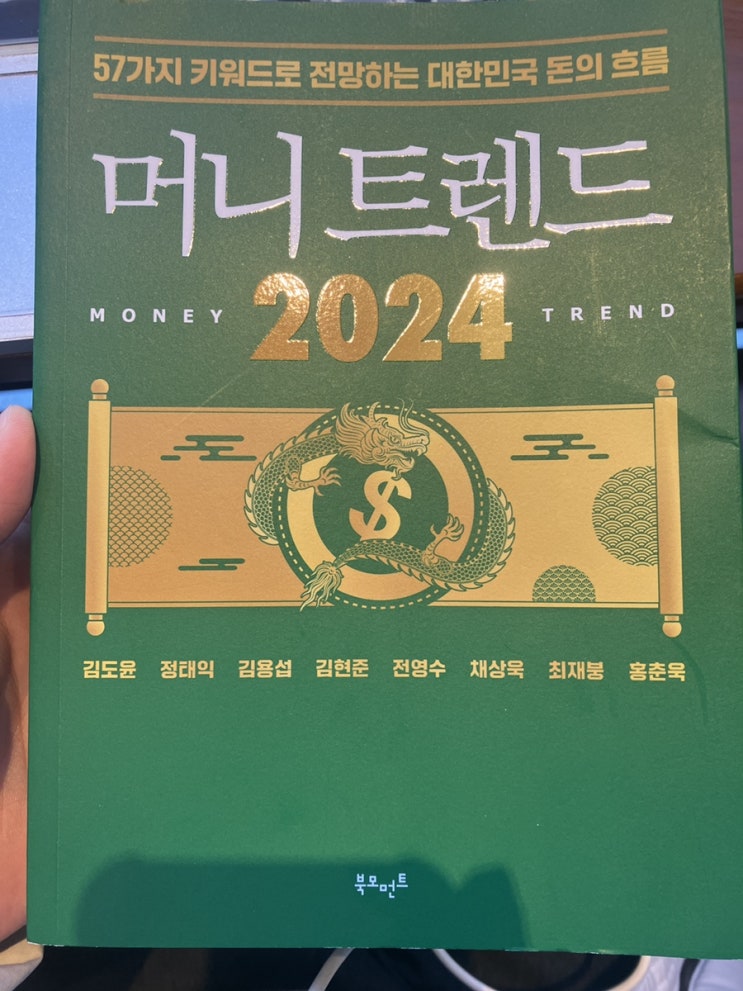 57가지 키워드로 전망하는 대한민국 돈의 흐름
머니 트렌드
MONEY 2024 TREND
$
김도윤 정태익 김용섭 김현준 전영수 채상욱 최재붕 홍춘욱
북모먼트